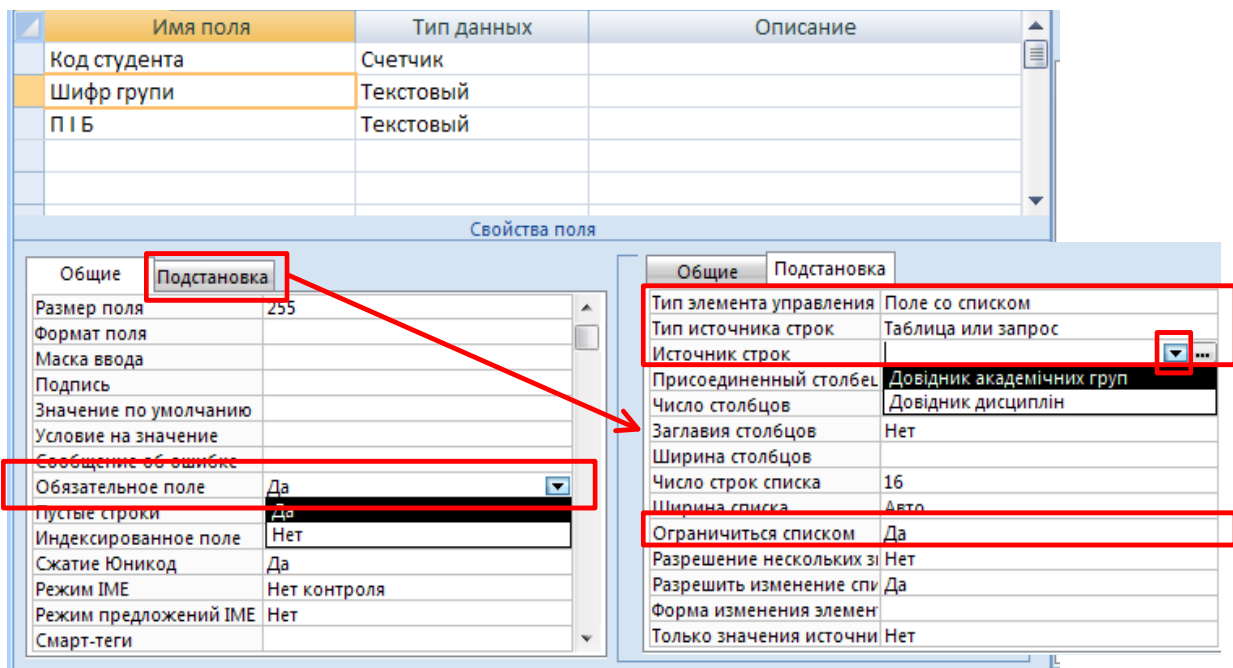 Имя поля Тип данных Описание
Код студента Счетчик
Шифр групи Текстовый
П І Б Текстовый
Свойства поля
Общие Подстановка
Размер поля 255
Формат поля
Маска ввода
Подпись
Значение по умолчанию
Условие на значение
Сообщение об ошибке
Обязательное поле Да
Пустые строки Да
Индексированное поле Нет
Сжатие Юникод Да
Режим IME Нет контроля
Режим предложений IME Нет
Смарт-теги
Общие Подстановка
Тип элемента управления Поле со списком
Тип источника строк Таблица или запрос
Источник строк ...
Присоединенный столбец Довідник академічних груп
Число столбцов Довідник дисциплін
Заглавия столбцов Нет
Ширина столбцов
Число строк списка 16
Ширина списка Авто
Ограничиться списком Да
Разрешение нескольких з Нет
Разрешить изменение спи Да
Форма изменения элемен
Только значения источни Нет